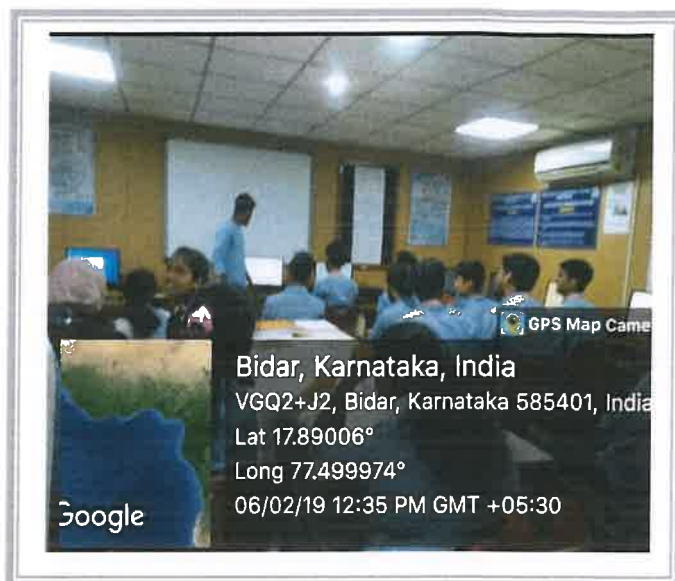 GPS Map Came
Bidar, Karnataka, India
VGQ2+J2, Bidar, Karnataka 585401, India
Lat 17.89006°
Long 77.499974°
06/02/19 12:35 PM GMT +05:30
Google